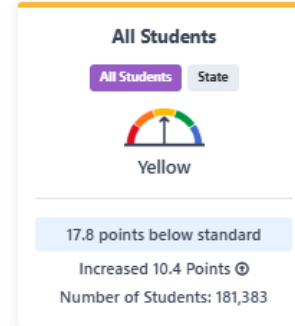 All Students
All Students State
Yellow
17.8 points below standard
Increased 10.4 Points
Number of Students: 181,383